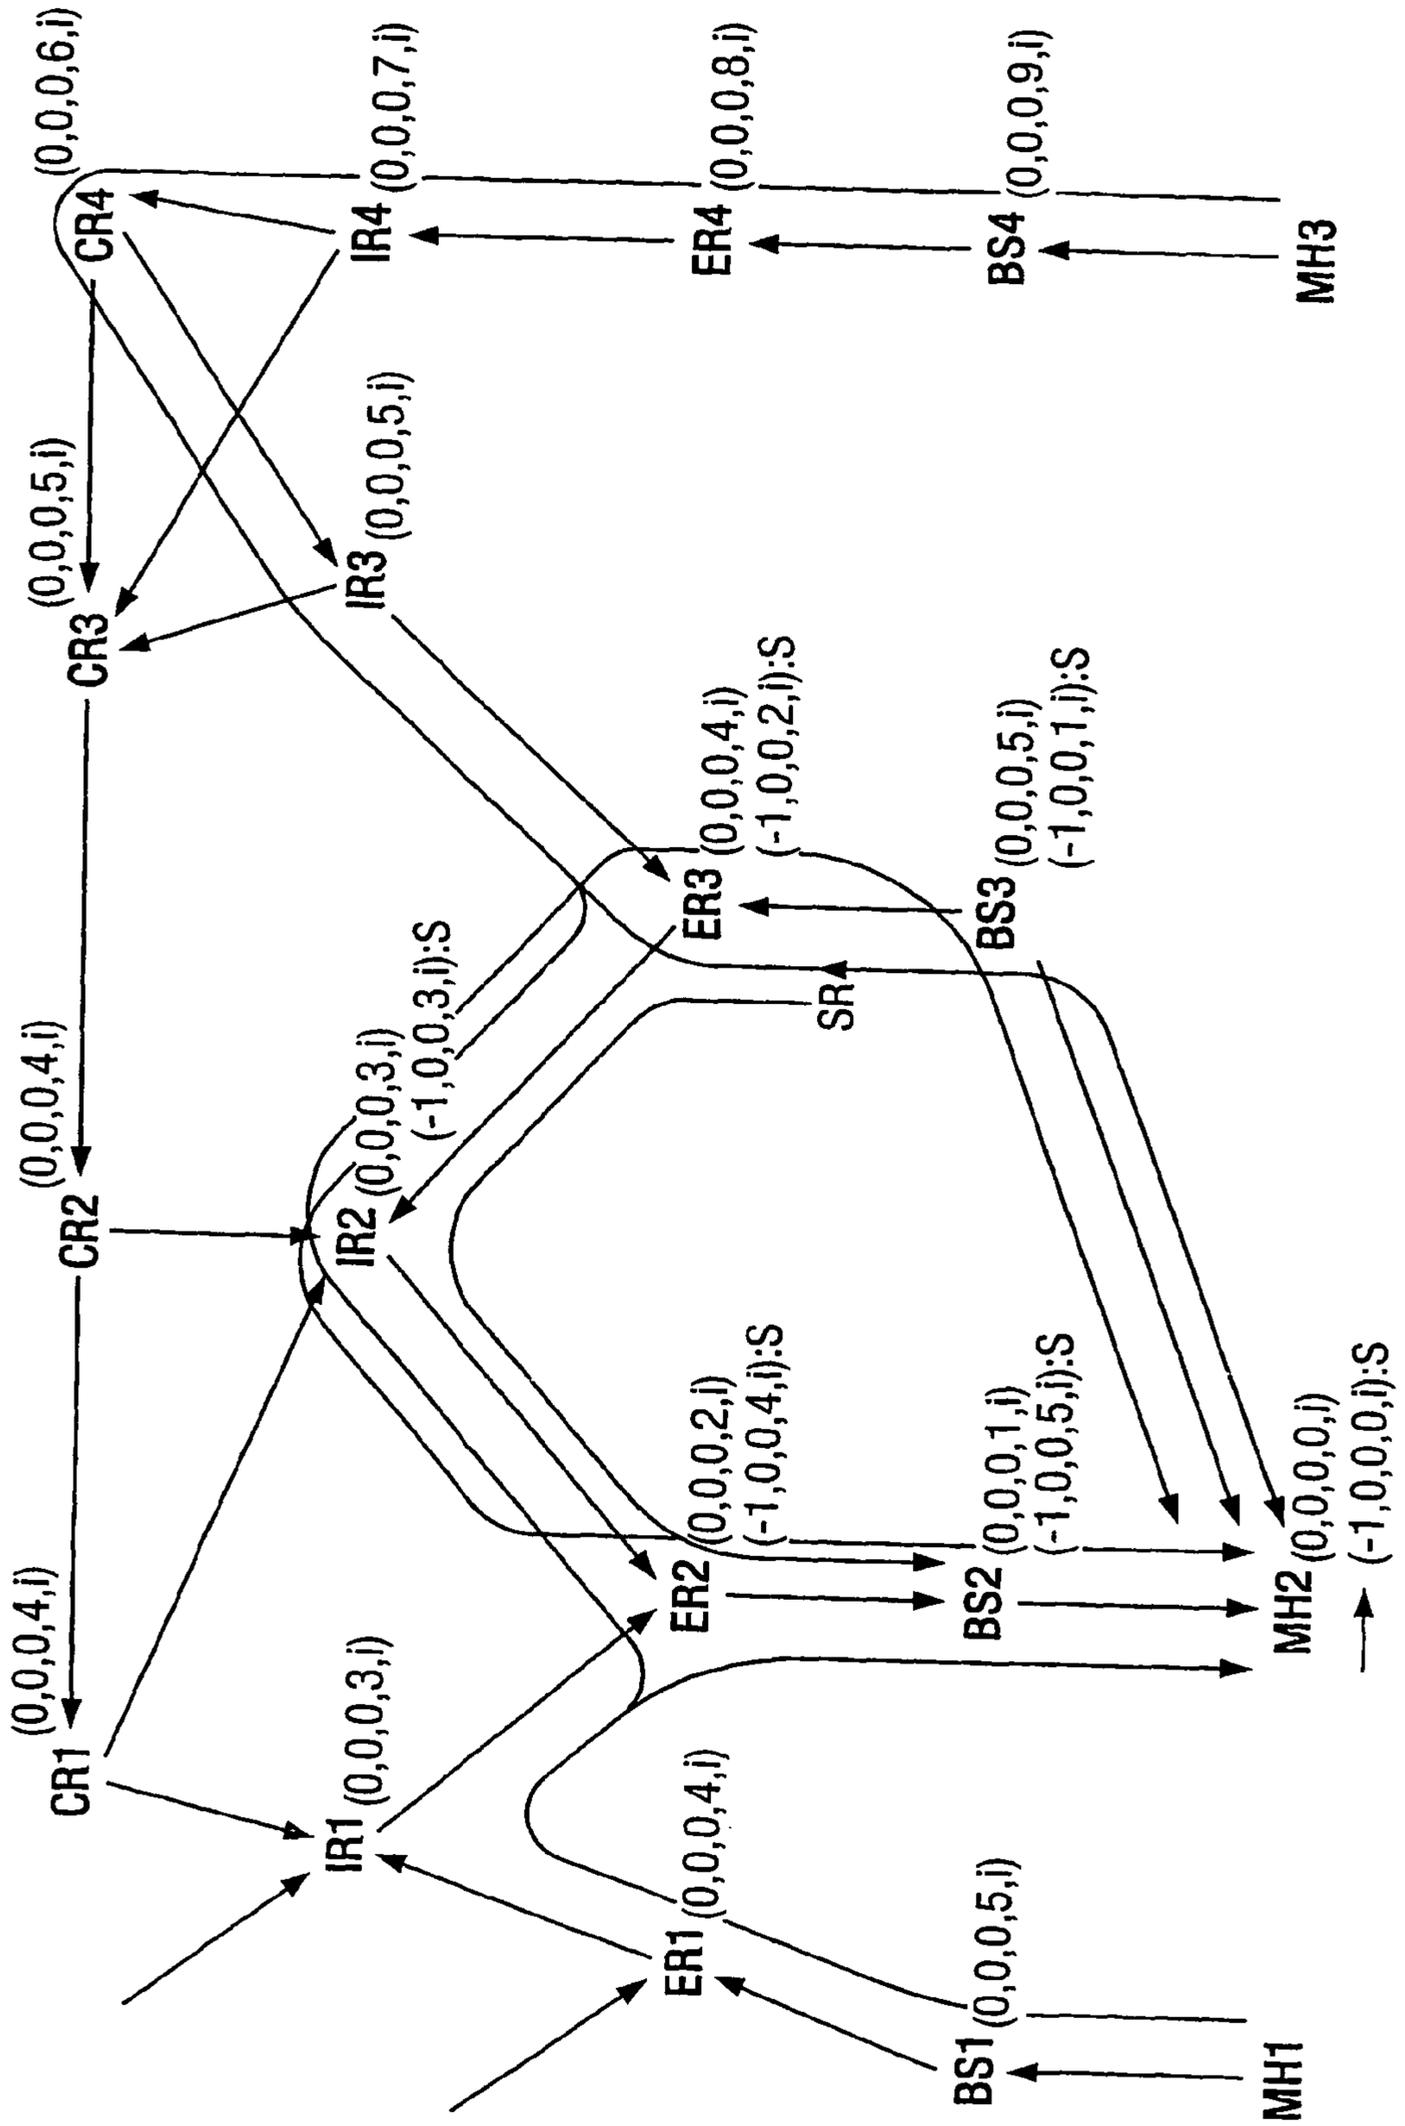 (0,0,0,4,i)
CR1
(0,0,0,4,i)
CR2
(0,0,0,5,i)
CR3
(0,0,0,6,i)
CR4
IR1
(0,0,0,3,i)
IR2
(0,0,0,3,i)
(-1,0,0,3,i):S
IR3
(0,0,0,5,i)
IR4
(0,0,0,7,i)
ER1
(0,0,0,4,i)
ER2
(0,0,0,2,i)
(-1,0,0,4,i):S
ER3
(0,0,0,4,i)
(-1,0,0,2,i):S
ER4
(0,0,0,8,i)
SR
BS1
(0,0,0,5,i)
BS2
(0,0,0,1,i)
(-1,0,0,5,i):S
BS3
(0,0,0,5,i)
(-1,0,0,1,i):S
BS4
(0,0,0,9,i)
MH1
MH2
(0,0,0,0,i)
(-1,0,0,0,i):S
MH3